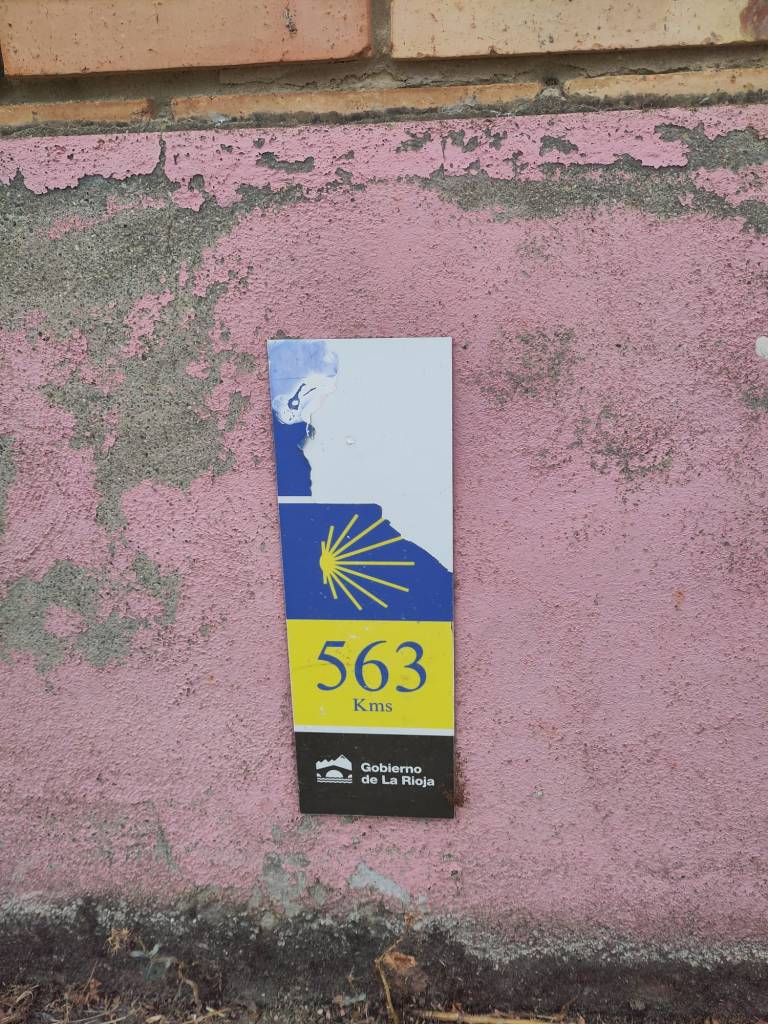 563
Kms
Gobierno
de La Rioja